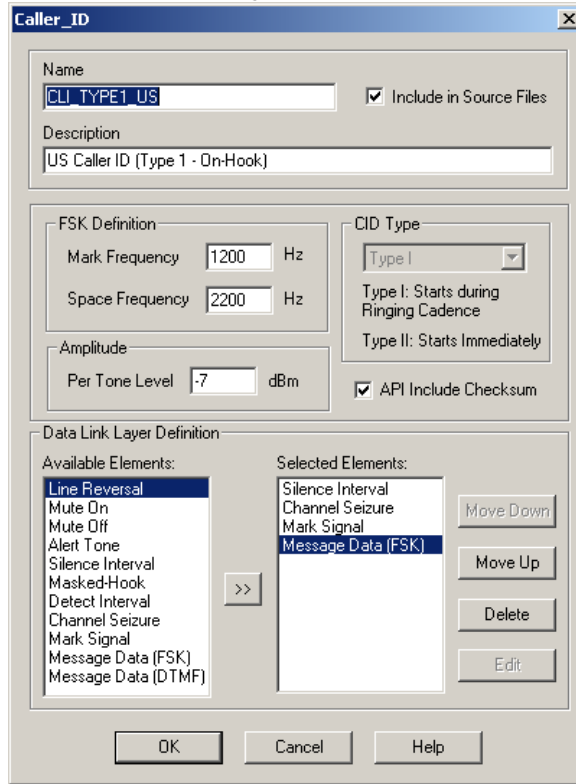 Caller_ID
Name
CLI_TYPE1_US
Include in Source Files
Description
US Caller ID (Type 1 - On-Hook)
FSK Definition
Mark Frequency 1200 Hz
Space Frequency 2200 Hz
CID Type
Type I
Type I: Starts during
Ringing Cadence
Type II: Starts Immediately
Amplitude
Per Tone Level -7 dBm
API Include Checksum
Data Link Layer Definition
Available Elements:
Line Reversal
Mute On
Mute Off
Alert Tone
Silence Interval
Masked-Hook
Detect Interval
Channel Seizure
Mark Signal
Message Data (FSK)
Message Data (DTMF)
>>
Selected Elements:
Silence Interval
Channel Seizure
Mark Signal
Message Data (FSK)
Move Down
Move Up
Delete
Edit
OK
Cancel
Help